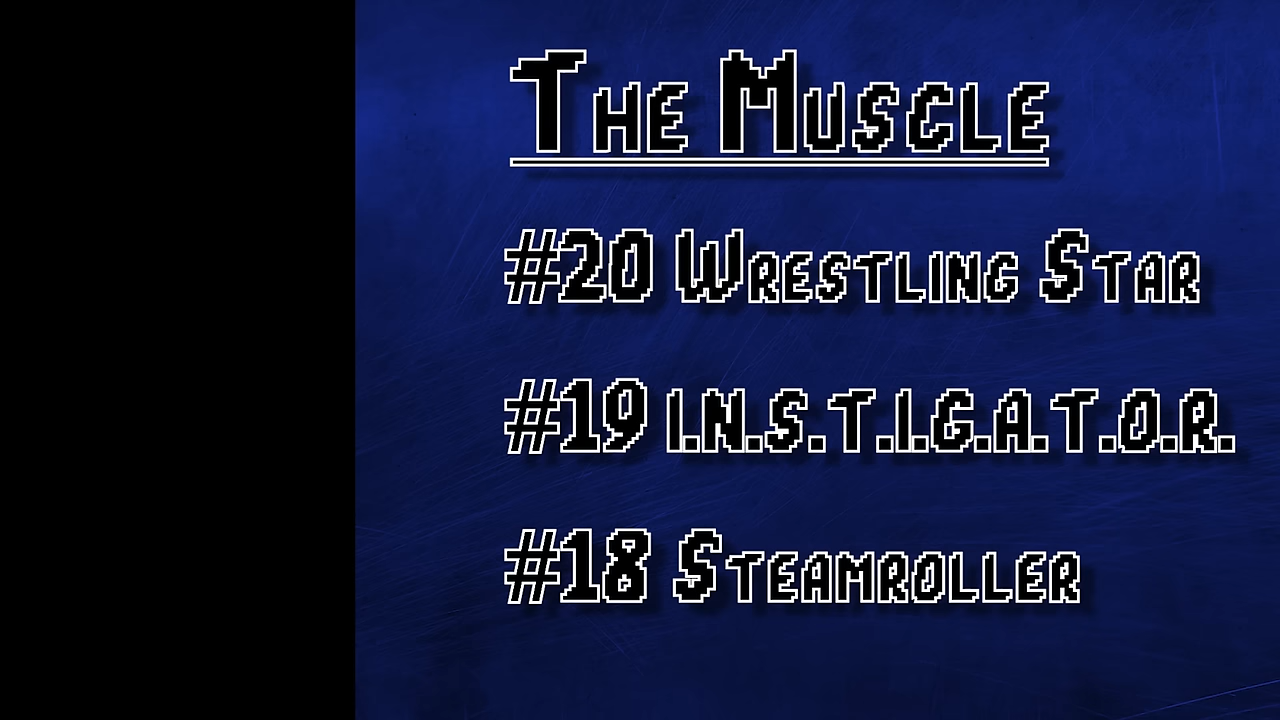 The Muscle
#20 Wrestling Star
#19 I.N.S.T.I.G.A.T.O.R.
#18 Steamroller